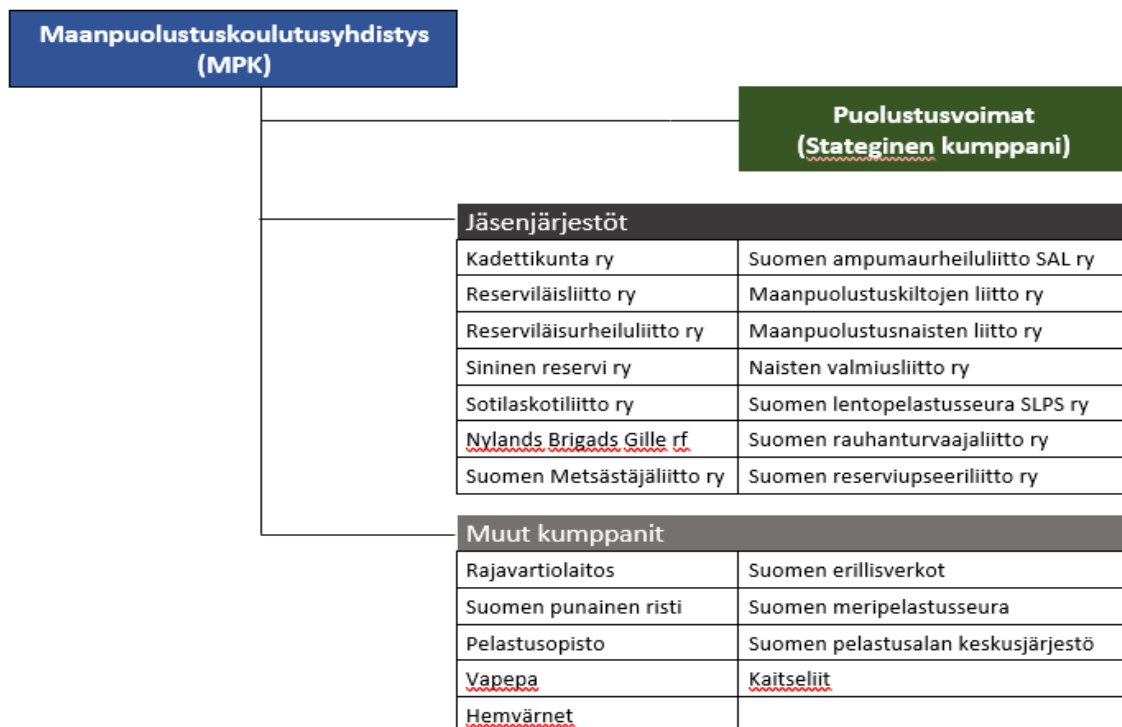 Maanpuolustuskoulutusyhdistys
(MPK)
Puolustusvoimat
(Stateginen kumppani)
Jäsenjärjestöt
Kadettikunta ry
Suomen ampumaurheiluliitto SAL ry
Reserviläisliitto ry
Maanpuolustuskiltojen liitto ry
Reserviläisurheiluliitto ry
Maanpuolustusnaisten liitto ry
Sininen reservi ry
Naisten valmiusliitto ry
Sotilaskotiliitto ry
Suomen lentopelastusseura SLPS ry
Nylands Brigads Gille rf
Suomen rauhanturvaajaliitto ry
Suomen Metsästäjäliitto ry
Suomen reserviupseeriliitto ry
Muut kumppanit
Rajavartiolaitos
Suomen erillisverkot
Suomen punainen risti
Suomen meripelastusseura
Pelastusopisto
Suomen pelastusalan keskusjärjestö
Vapepa
Kaitseliit
Hemvärnet